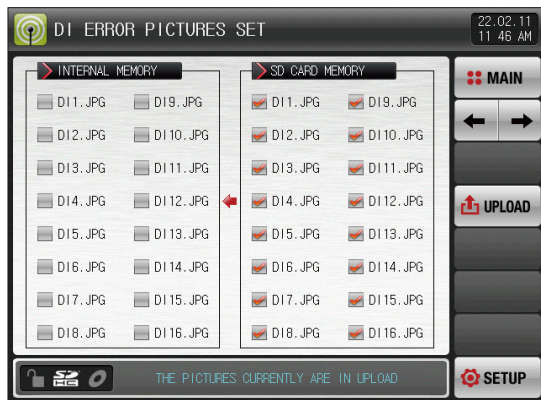 DI ERROR PICTURES SET
22.02.11
11 46 AM
INTERNAL MEMORY
DI1.JPG DI9.JPG
DI2.JPG DI10.JPG
DI3.JPG DI11.JPG
DI4.JPG DI12.JPG
DI5.JPG DI13.JPG
DI6.JPG DI14.JPG
DI7.JPG DI15.JPG
DI8.JPG DI16.JPG
SD CARD MEMORY
DI1.JPG DI9.JPG
DI2.JPG DI10.JPG
DI3.JPG DI11.JPG
DI4.JPG DI12.JPG
DI5.JPG DI13.JPG
DI6.JPG DI14.JPG
DI7.JPG DI15.JPG
DI8.JPG DI16.JPG
MAIN
UPLOAD
SETUP
SD HC
THE PICTURES CURRENTLY ARE IN UPLOAD